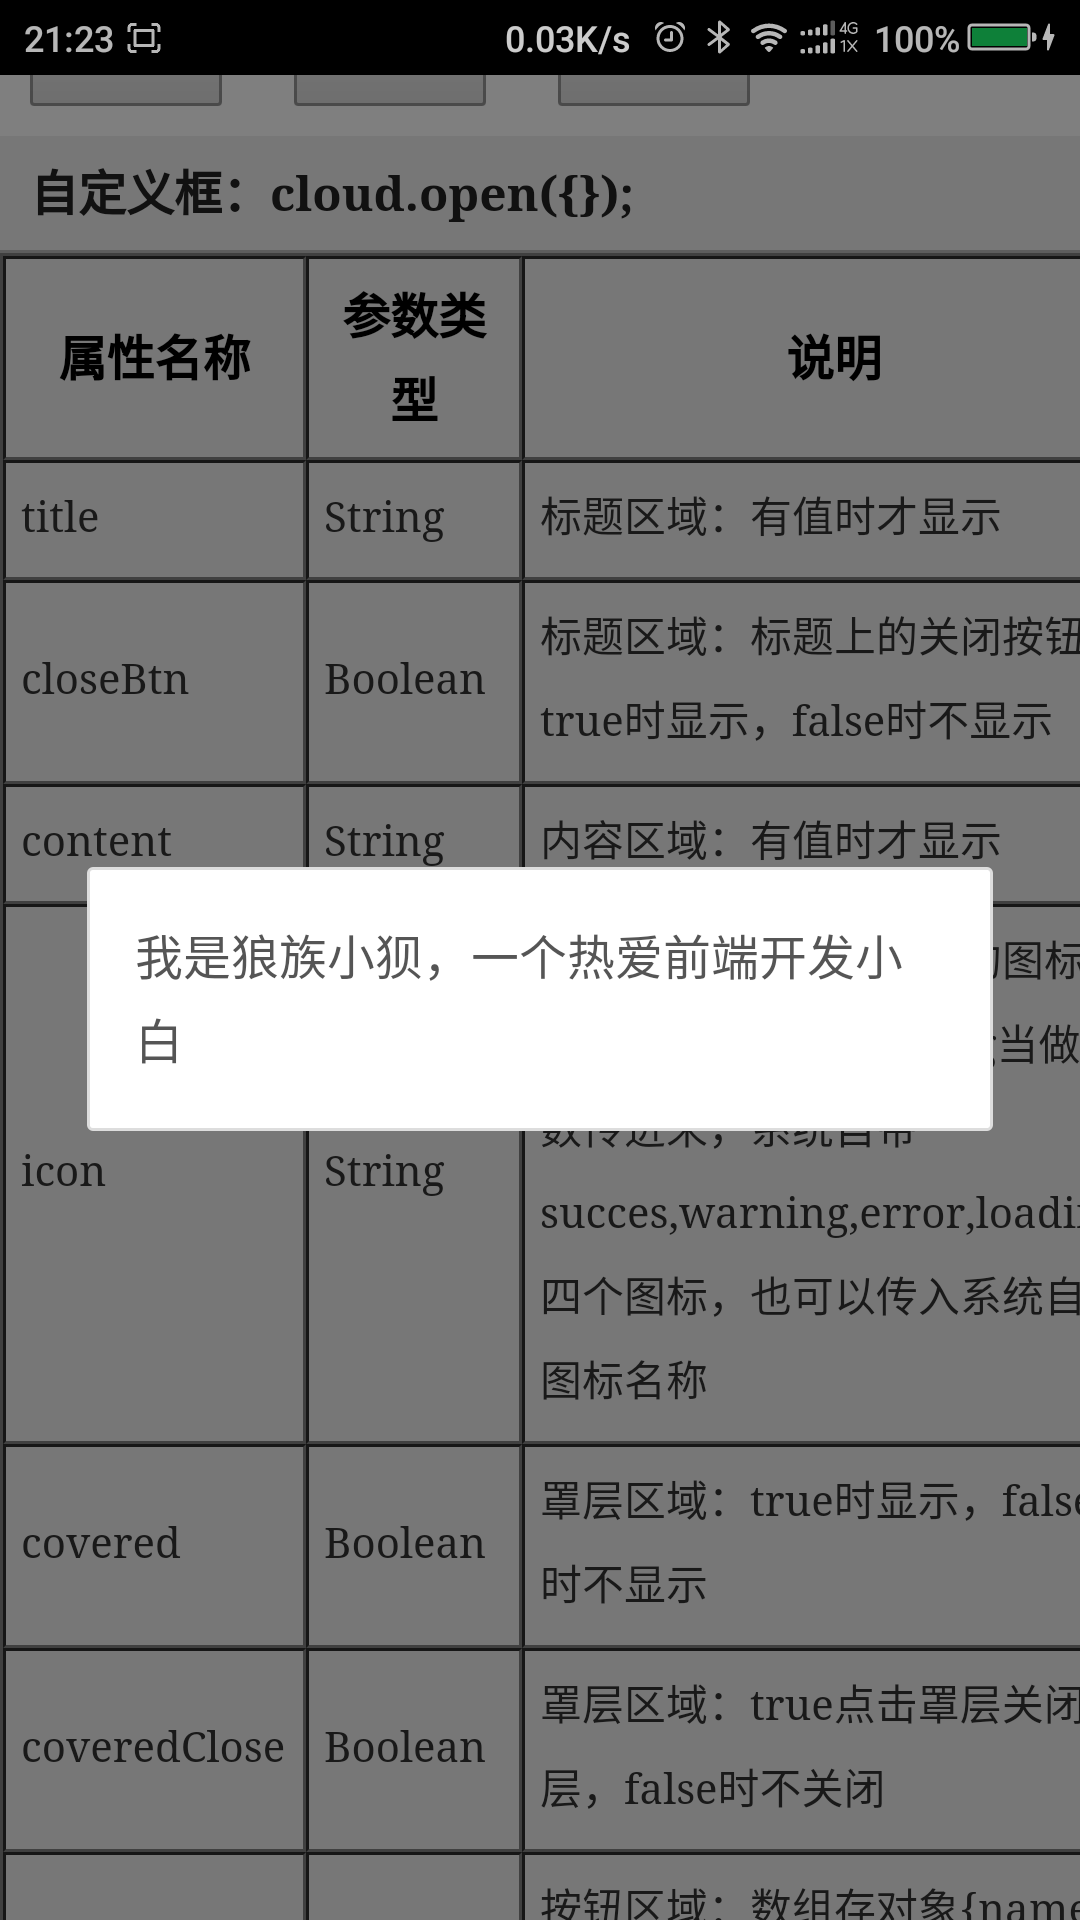 21:23 0.03K/s 4G 1X 100%
自定义框：cloud.open({});
属性名称 参数类型 说明
title String 标题区域：有值时才显示
closeBtn Boolean 标题区域：标题上的关闭按钮
true时显示，false时不显示
content String 内容区域：有值时才显示
我是狼族小狈，一个热爱前端开发小
白
图标
当做
icon String
数传进来，系统自带
succes,warning,error,loadi
四个图标，也可以传入系统自
图标名称
covered Boolean 罩层区域：true时显示，false
时不显示
coveredClose Boolean 罩层区域：true点击罩层关闭
层，false时不关闭
按钮区域：数组存对象{name